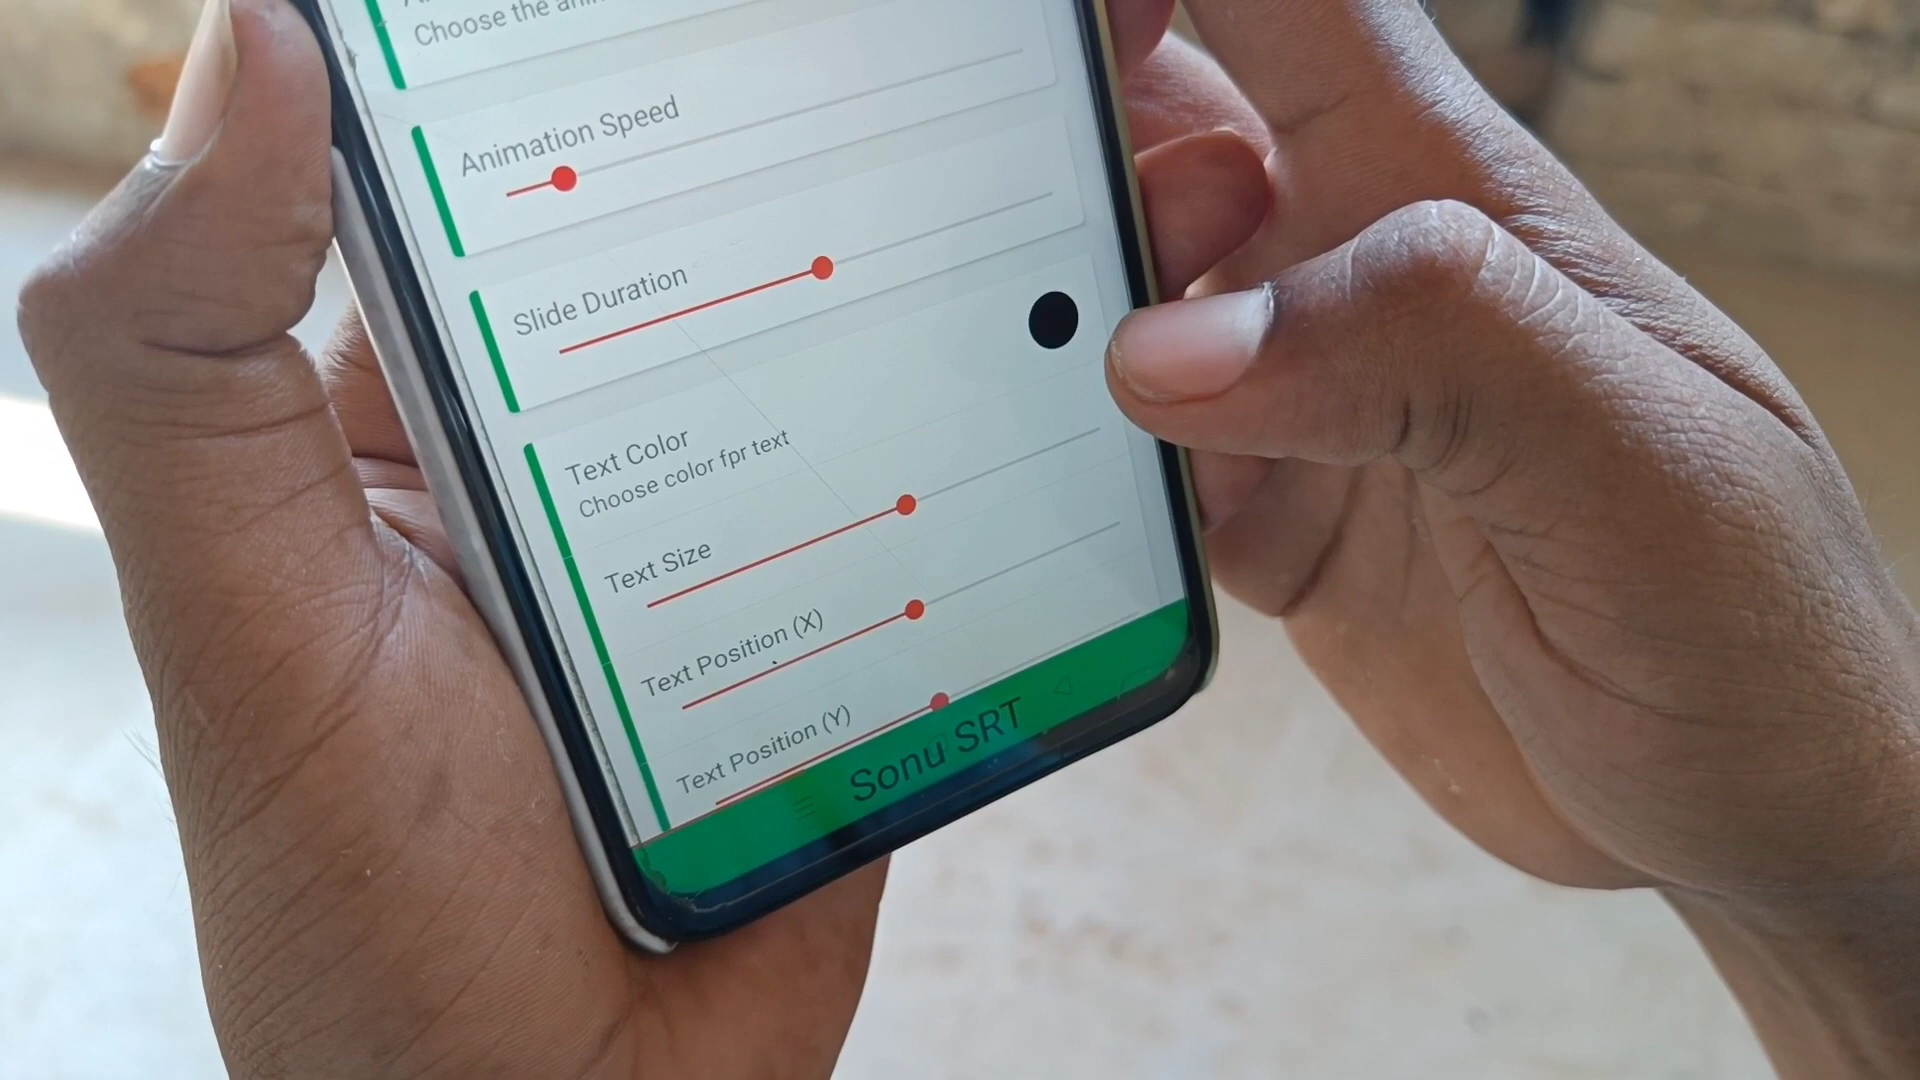 Choose the
Animation Speed
Slide Duration
Text Color
Choose color fpr text
Text Size
Text Position (X)
Text Position (Y)
Sonu SRT